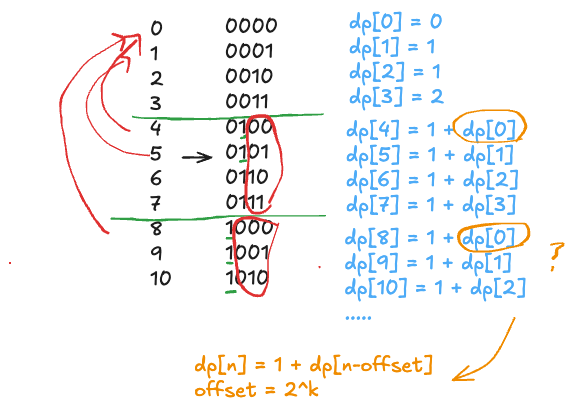 0 0000 dp[0] = 0
1 0001 dp[1] = 1
2 0010 dp[2] = 1
3 0011 dp[3] = 2
4 0100 dp[4] = 1 + dp[0]
5 → 0101 dp[5] = 1 + dp[1]
6 0110 dp[6] = 1 + dp[2]
7 0111 dp[7] = 1 + dp[3]
8 1000 dp[8] = 1 + dp[0]
9 1001 dp[9] = 1 + dp[1] ?
10 1010 dp[10] = 1 + dp[2]
.....
dp[n] = 1 + dp[n-offset]
offset = 2^k